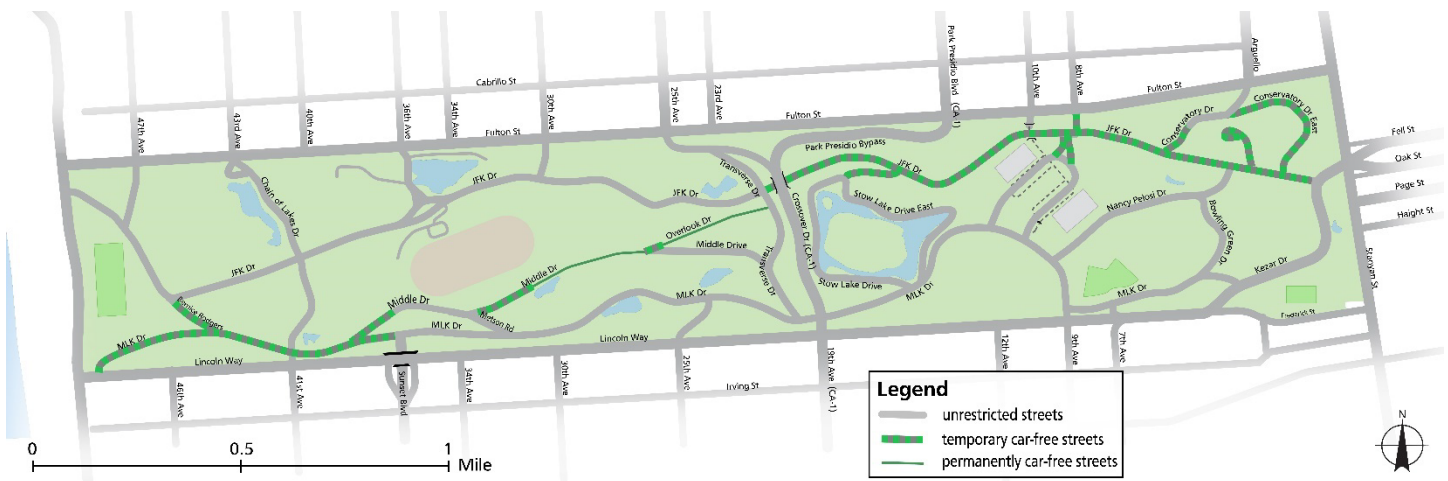 Cabrillo St
Fulton St
Fulton St
Fulton St
47th Ave
43rd Ave
40th Ave
36th Ave
34th Ave
30th Ave
25th Ave
23rd Ave
Park Presidio Blvd (CA-1)
10th Ave
8th Ave
Arguello
Conservatory Dr
Conservatory Dr East
JFK Dr
Park Presidio Bypass
JFK Dr
Transverse Dr
JFK Dr
JFK Dr
Chain of Lakes Dr
Fell St
Oak St
Page St
Haight St
Stow Lake Drive East
Crossover Dr (CA-1)
Nancy Pelosi Dr
Bowling Green Dr
Overlook Dr
Middle Drive
Transverse Dr
JFK Dr
Middle Dr
Stow Lake Drive
MLK Dr
Kezar Dr
Stanyan St
MLK Dr
MLK Dr
Bernice Rodgers
Middle Dr
Metson Rd
MLK Dr
MLK Dr
Frederick St
Lincoln Way
Lincoln Way
46th Ave
41st Ave
Sunset Blvd
34th Ave
30th Ave
25th Ave
Irving St
19th Ave (CA-1)
12th Ave
9th Ave
7th Ave
Legend
unrestricted streets
temporary car-free streets
permanently car-free streets
0 0.5 1
Mile
N